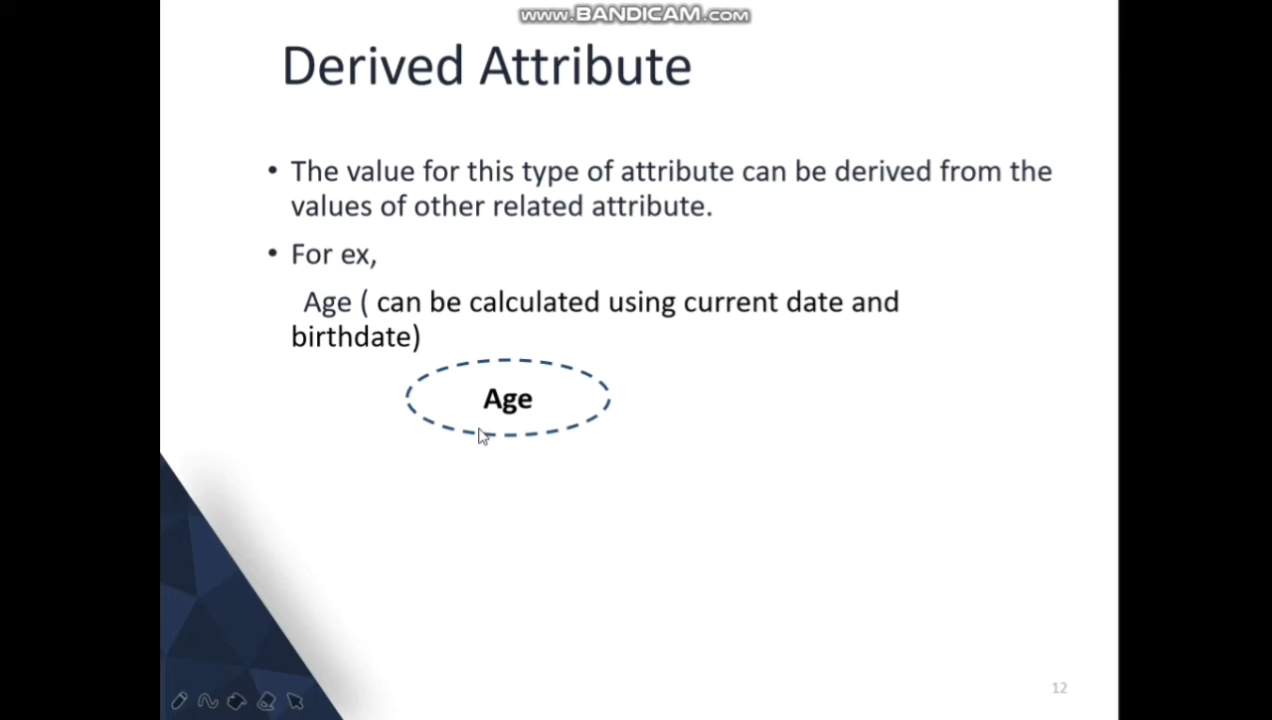 www.BANDICAM.com
Derived Attribute
• The value for this type of attribute can be derived from the
values of other related attribute.
• For ex,
Age ( can be calculated using current date and
birthdate)
Age
12